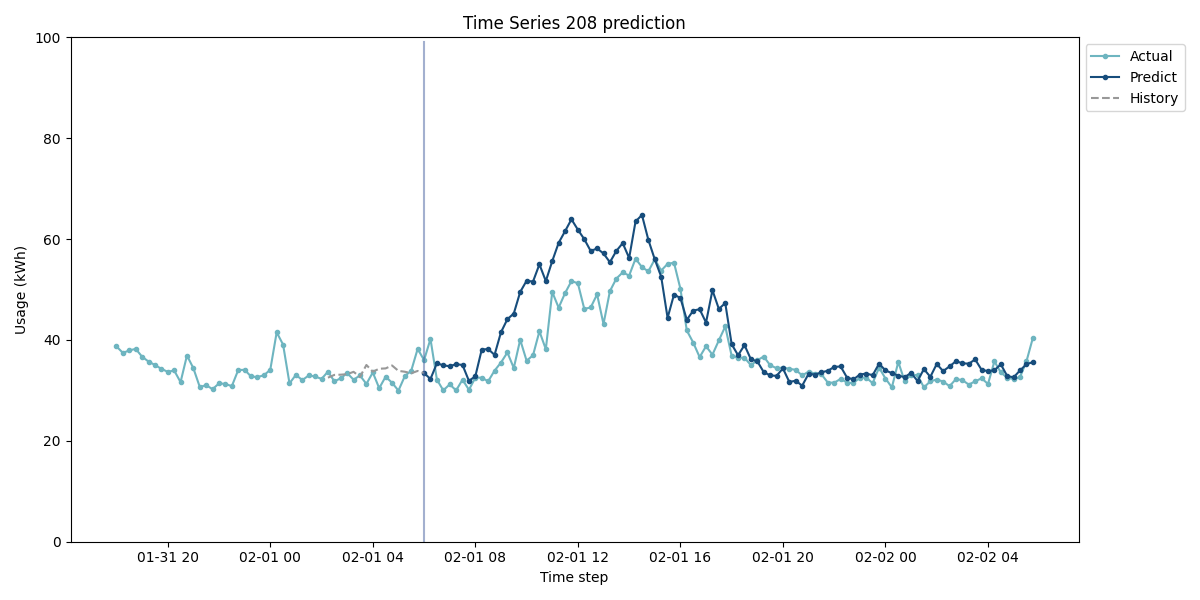 Time Series 208 prediction
100
80
60
40
20
0
Usage (kWh)
01-31 20
02-01 00
02-01 04
02-01 08
02-01 12
02-01 16
02-01 20
02-02 00
02-02 04
Time step
Actual
Predict
History